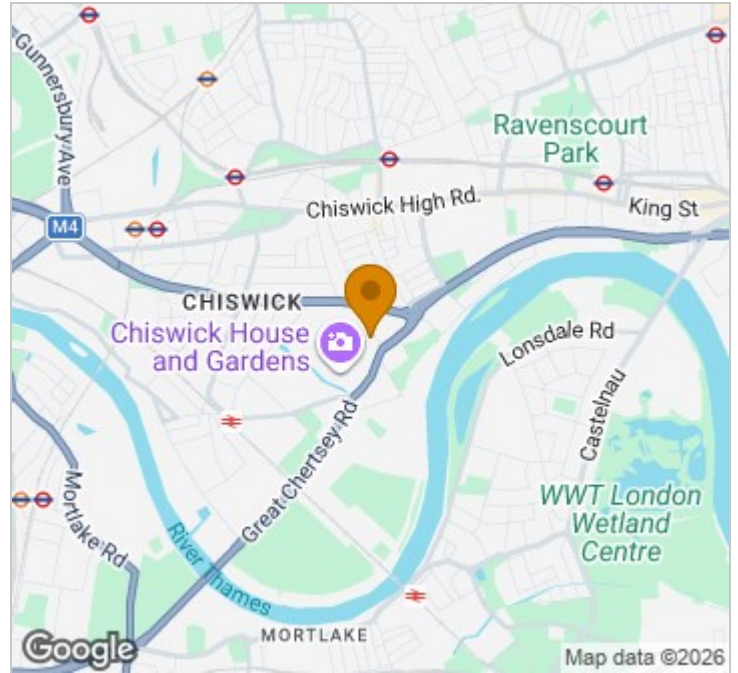 Gunnersbury Ave
Ravenscourt
Park
Chiswick High Rd.
King St
M4
CHISWICK
Chiswick House
and Gardens
Lonsdale Rd
Castelnau
Great Chertsey Rd
WWT London
Wetland
Centre
Mortlake Rd
River Thames
MORTLAKE
Google
Map data ©2026